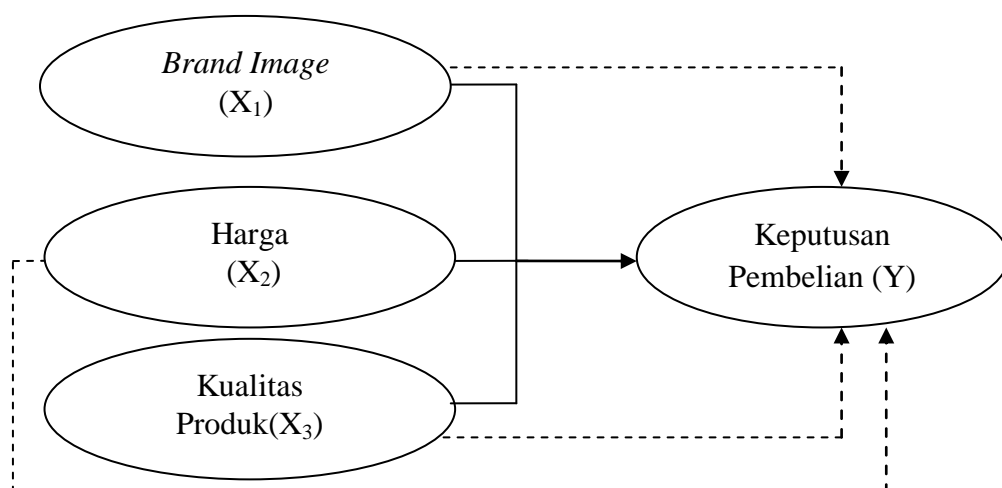 Brand Image
(X₁)
Harga
(X₂)
Keputusan
Pembelian (Y)
Kualitas
Produk(X₃)